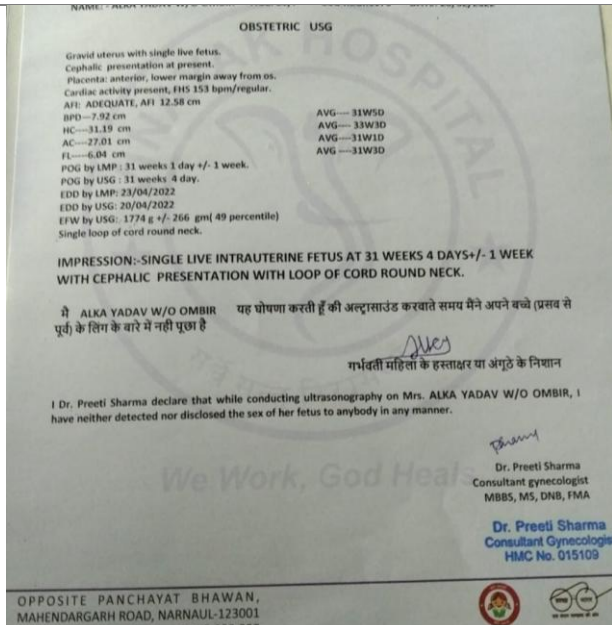 OBSTETRIC USG
Gravid uterus with single live fetus.
Cephalic presentation at present.
Placenta: anterior, lower margin away from os.
Cardiac activity present, FHS 153 bpm/regular.
AFI: ADEQUATE, AFI 12.58 cm
BPD---7.92 cm AVG---- 31W5D
HC----31.19 cm AVG---- 33W3D
AC----27.01 cm AVG ----31W1D
FL-----6.04 cm AVG ----31W3D
POG by LMP : 31 weeks 1 day +/- 1 week.
POG by USG : 31 weeks 4 day.
EDD by LMP: 23/04/2022
EDD by USG: 20/04/2022
EFW by USG: 1774 g +/- 266 gm( 49 percentile)
Single loop of cord round neck.
IMPRESSION:-SINGLE LIVE INTRAUTERINE FETUS AT 31 WEEKS 4 DAYS+/- 1 WEEK
WITH CEPHALIC PRESENTATION WITH LOOP OF CORD ROUND NECK.
मै ALKA YADAV W/O OMBIR यह घोषणा करती हूँ की अल्ट्रासाउंड करवाते समय मैंने अपने बच्चे (प्रसव से
पूर्व) के लिंग के बारे में नही पूछा है
गर्भवती महिला के हस्ताक्षर या अंगूठे के निशान
I Dr. Preeti Sharma declare that while conducting ultrasonography on Mrs. ALKA YADAV W/O OMBIR, I
have neither detected nor disclosed the sex of her fetus to anybody in any manner.
We Work, God Heals
Dr. Preeti Sharma
Consultant gynecologist
MBBS, MS, DNB, FMA
Dr. Preeti Sharma
Consultant Gynecologis
HMC No. 015109
OPPOSITE PANCHAYAT BHAWAN,
MAHENDARGARH ROAD, NARNAUL-123001